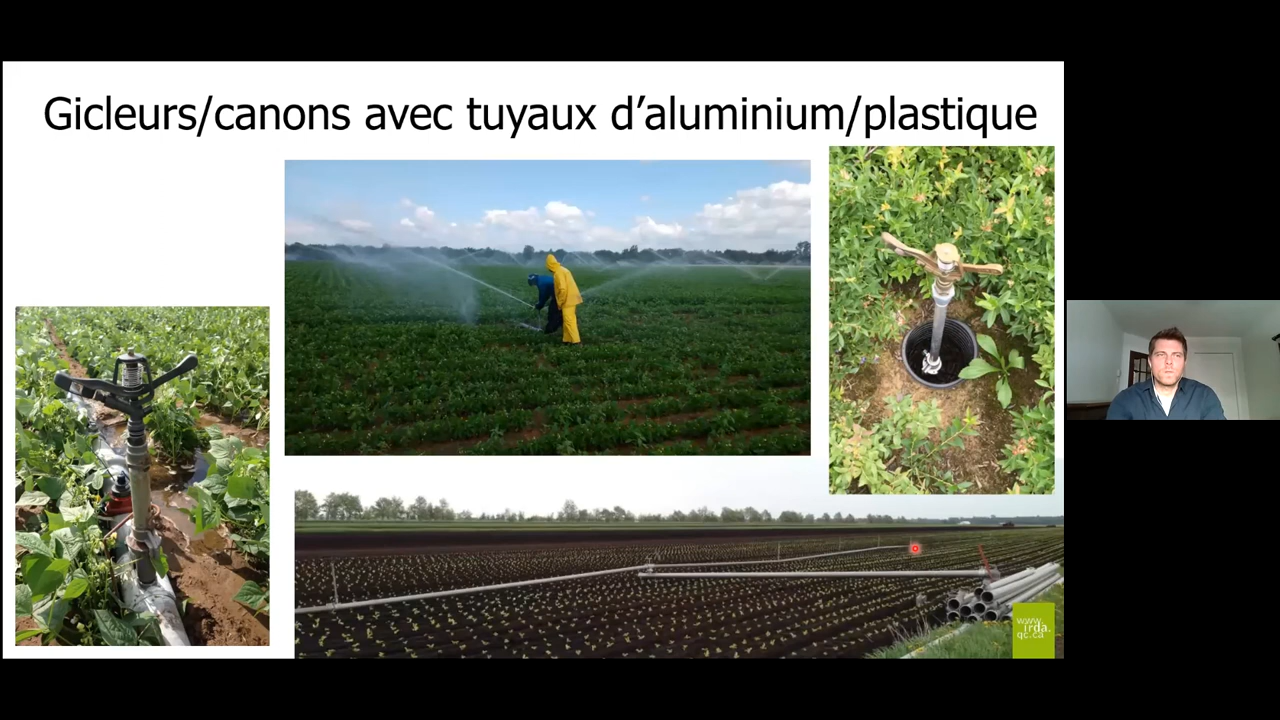 Gicleurs/canons avec tuyaux d’aluminium/plastique
www.
irda.
qc.ca